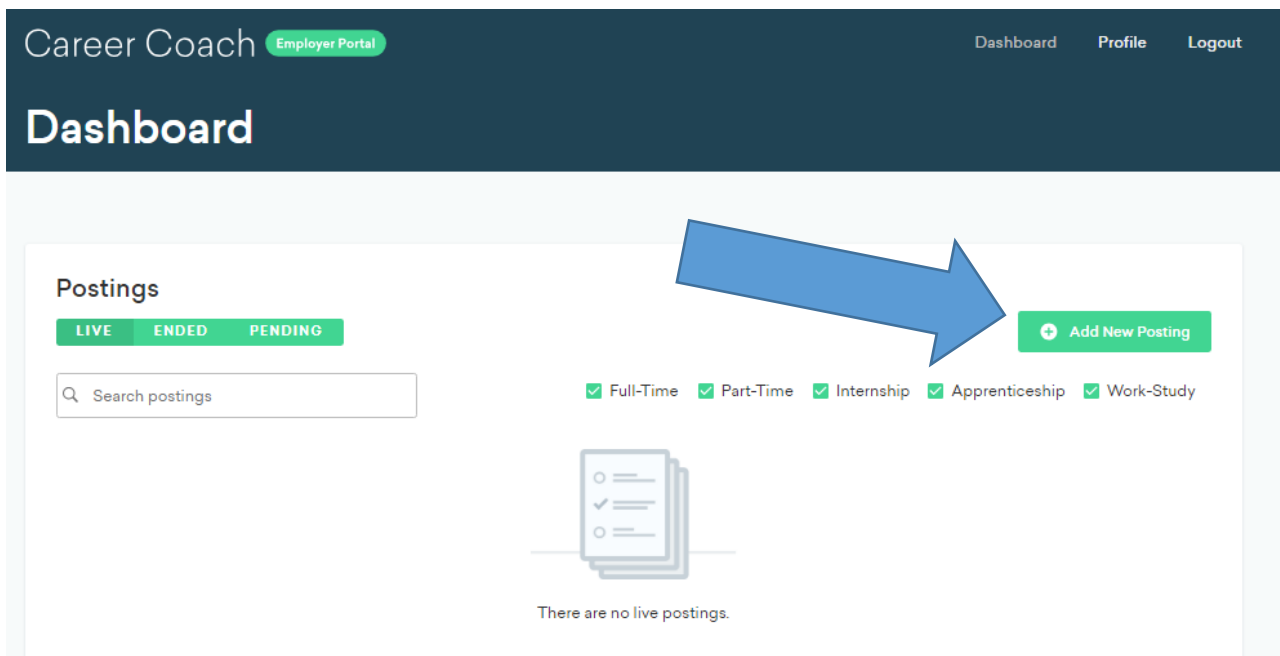 Career Coach Employer Portal Dashboard Profile Logout
Dashboard
Postings
LIVE ENDED PENDING
Add New Posting
Search postings Full-Time Part-Time Internship Apprenticeship Work-Study
There are no live postings.